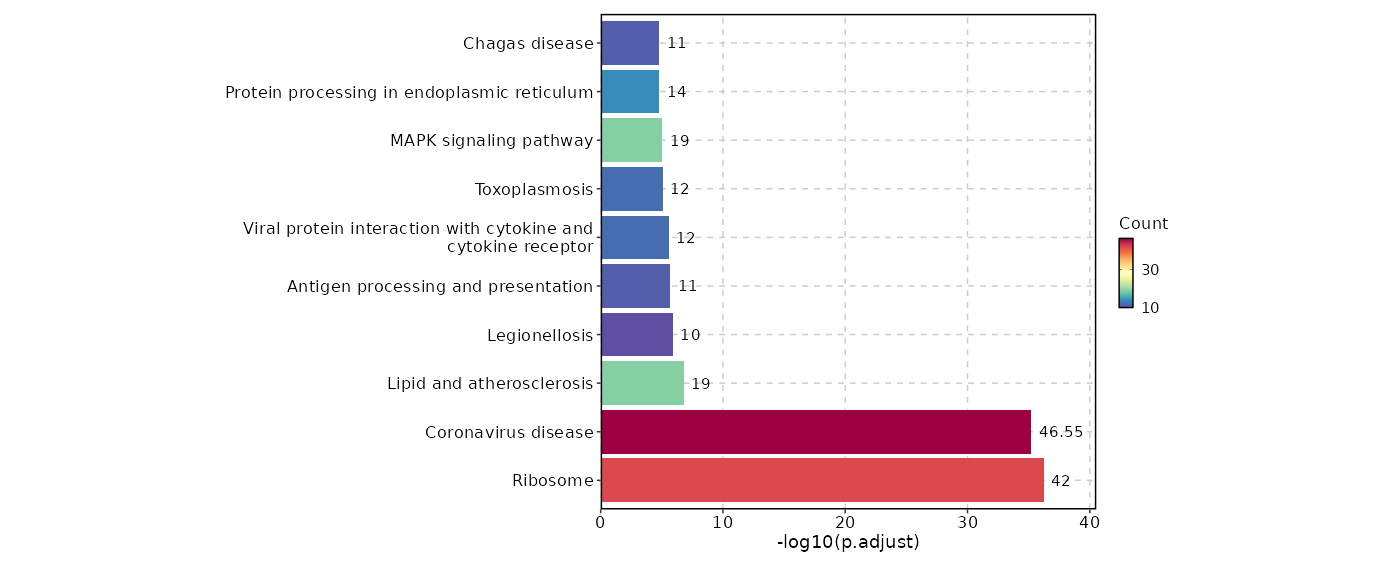 Chagas disease 11
Protein processing in endoplasmic reticulum 14
MAPK signaling pathway 19
Toxoplasmosis 12
Viral protein interaction with cytokine and
cytokine receptor 12
Antigen processing and presentation 11
Legionellosis 10
Lipid and atherosclerosis 19
Coronavirus disease 46.55
Ribosome 42
0 10 20 30 40
-log10(p.adjust)
Count
30
10